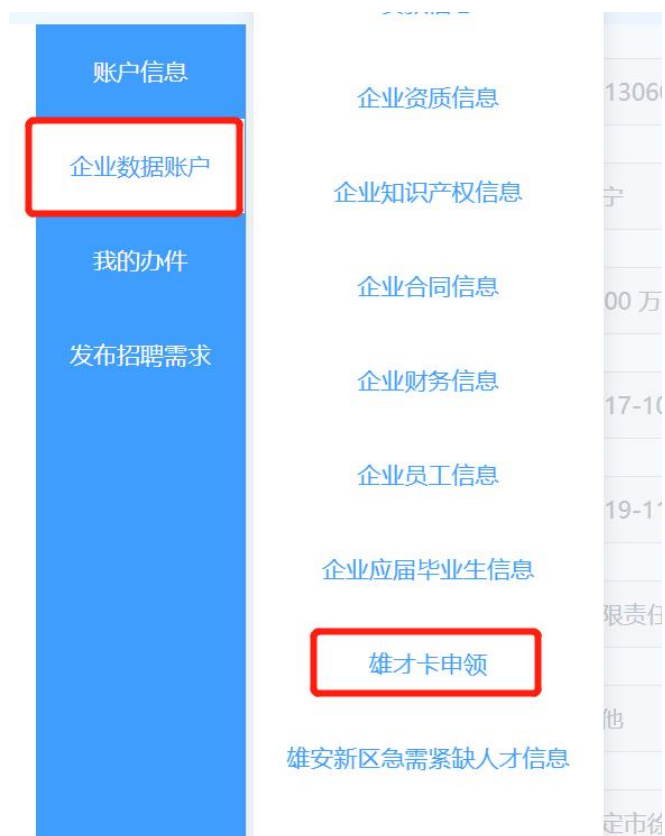 账户信息
企业数据账户
我的办件
发布招聘需求
企业资质信息
企业知识产权信息
企业合同信息
企业财务信息
企业员工信息
企业应届毕业生信息
雄才卡申领
雄安新区急需紧缺人才信息
1306
宁
00 万
17-10
19-11
限责任
他
定市徐